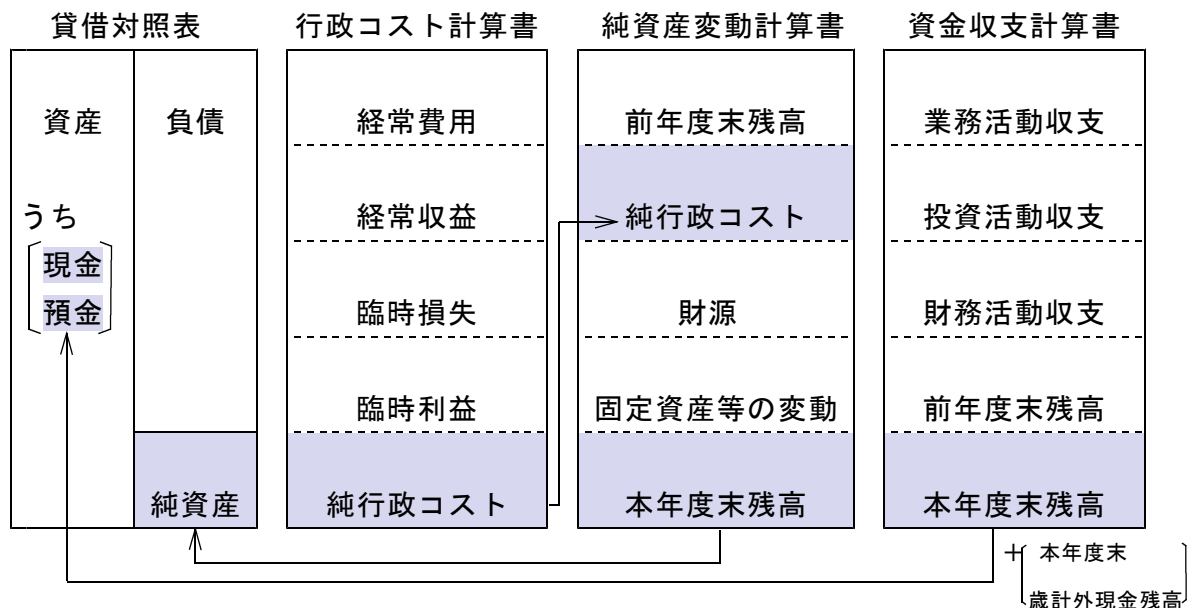 貸借対照表
行政コスト計算書
純資産変動計算書
資金収支計算書
資産
負債
うち
現金
預金
純資産
経常費用
経常収益
臨時損失
臨時利益
純行政コスト
前年度末残高
純行政コスト
財源
固定資産等の変動
本年度末残高
業務活動収支
投資活動収支
財務活動収支
前年度末残高
本年度末残高
＋ 本年度末
歳計外現金残高